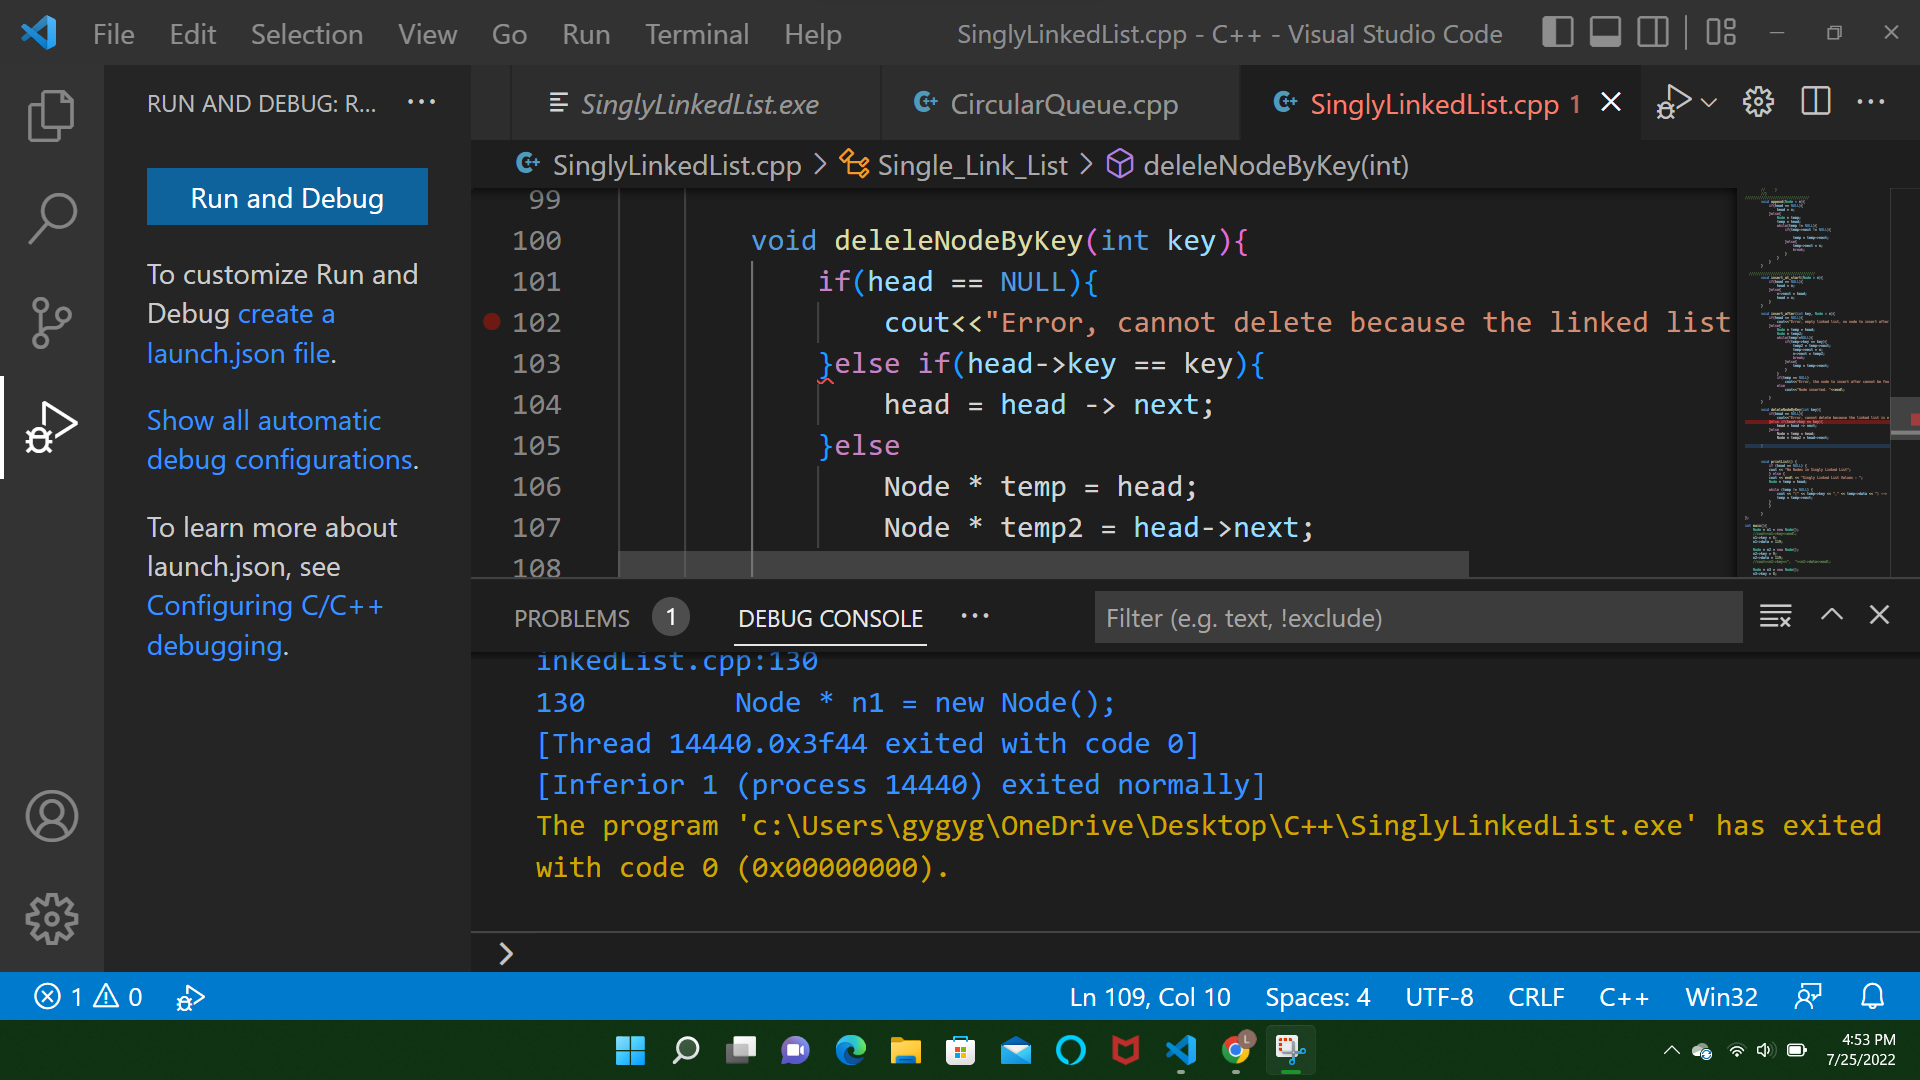 File Edit Selection View Go Run Terminal Help
SinglyLinkedList.cpp - C++ - Visual Studio Code
RUN AND DEBUG: R... ···
Run and Debug
To customize Run and
Debug create a
launch.json file.
Show all automatic
debug configurations.
To learn more about
launch.json, see
Configuring C/C++
debugging.
SinglyLinkedList.exe
CircularQueue.cpp
SinglyLinkedList.cpp 1
SinglyLinkedList.cpp > Single_Link_List > deleleNodeByKey(int)
99
100 void deleleNodeByKey(int key){
101 if(head == NULL){
102 cout<<"Error, cannot delete because the linked list
103 }else if(head->key == key){
104 head = head -> next;
105 }else
106 Node * temp = head;
107 Node * temp2 = head->next;
108
PROBLEMS 1 DEBUG CONSOLE ···
Filter (e.g. text, !exclude)
inkedList.cpp:130
130 Node * n1 = new Node();
[Thread 14440.0x3f44 exited with code 0]
[Inferior 1 (process 14440) exited normally]
The program 'c:\Users\gygyg\OneDrive\Desktop\C++\SinglyLinkedList.exe' has exited
with code 0 (0x00000000).
>
1 0
Ln 109, Col 10 Spaces: 4 UTF-8 CRLF C++ Win32
L
4:53 PM
7/25/2022